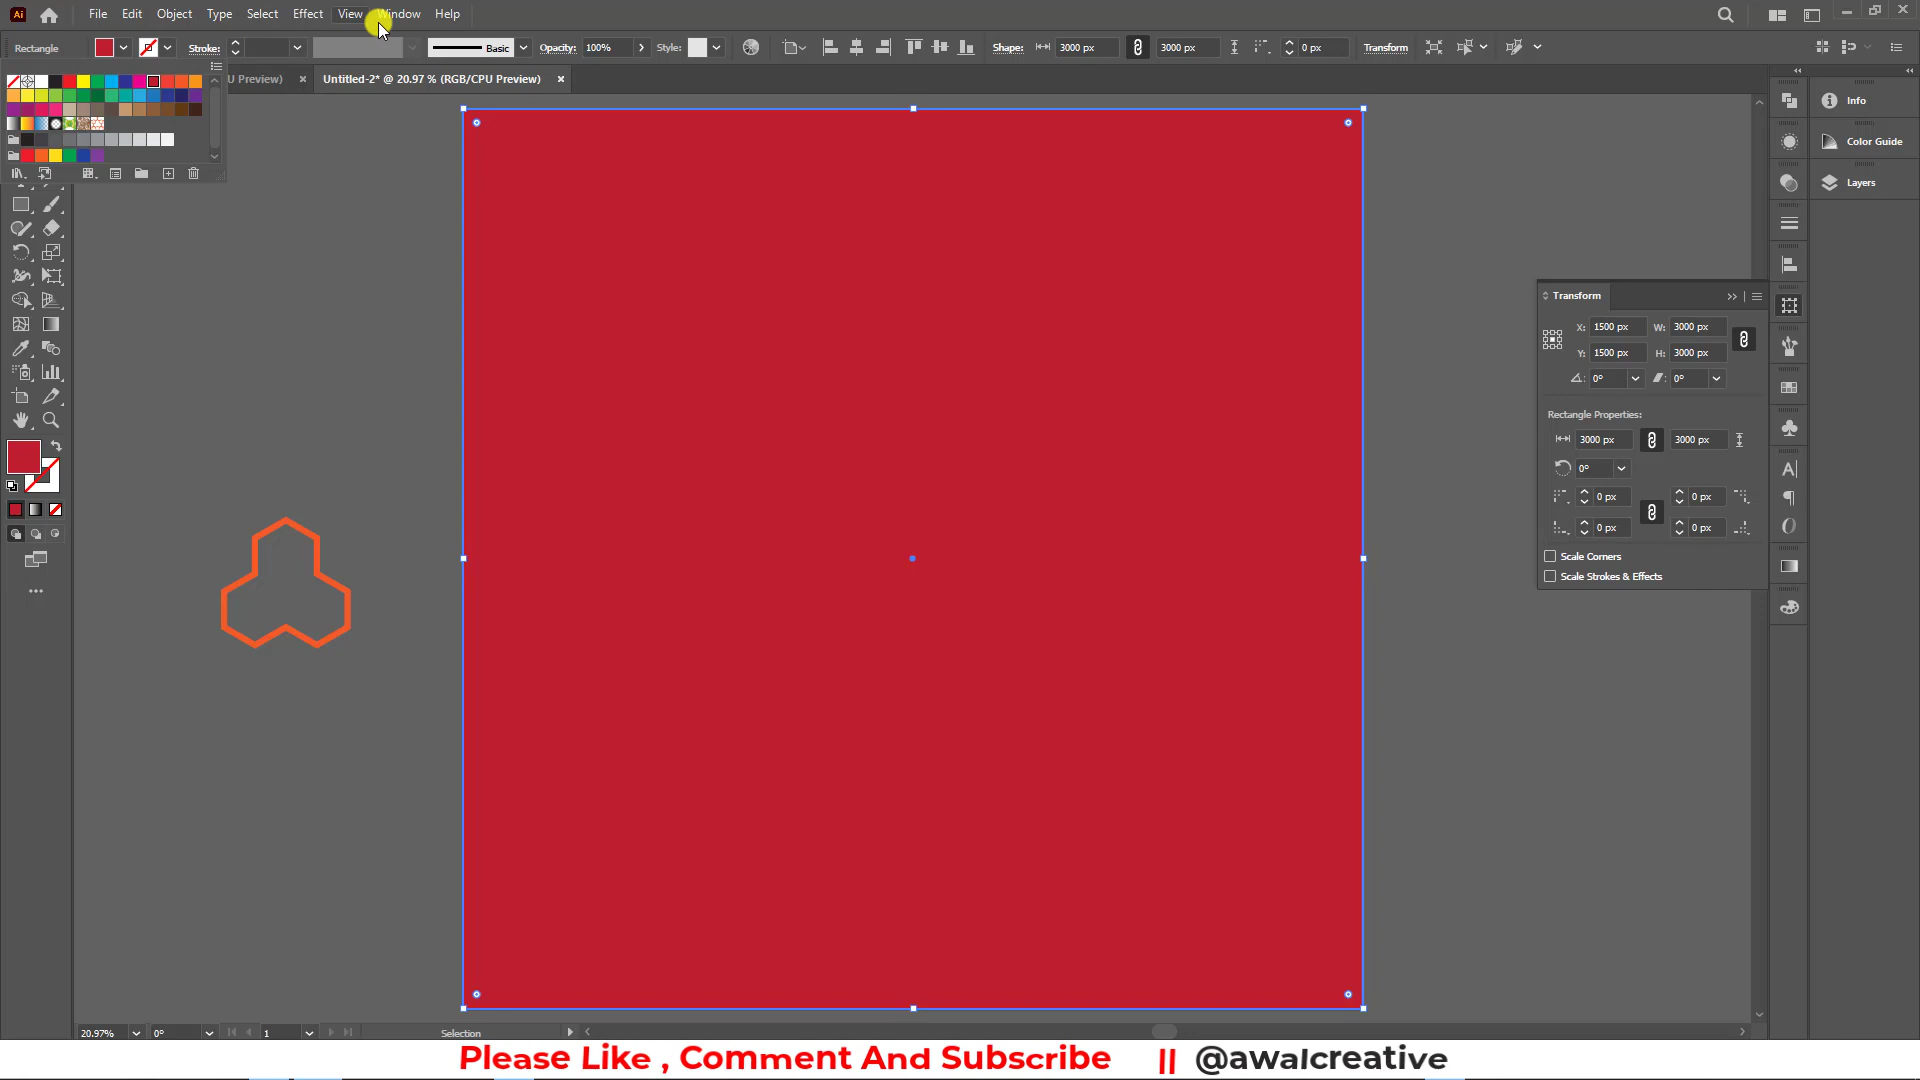 Ai File Edit Object Type Select Effect View Window Help
Rectangle Stroke: Basic Opacity: 100% Style: Shape: 3000 px 3000 px 0 px Transform
U Preview) × Untitled-2* @ 20.97 % (RGB/CPU Preview) ×
Info
Color Guide
Layers
Transform
X: 1500 px W: 3000 px
Y: 1500 px H: 3000 px
0° 0°
Rectangle Properties:
3000 px 3000 px
0°
0 px 0 px
0 px 0 px
Scale Corners
Scale Strokes & Effects
20.97% 0° 1 Selection
Please Like , Comment And Subscribe || @awalcreative